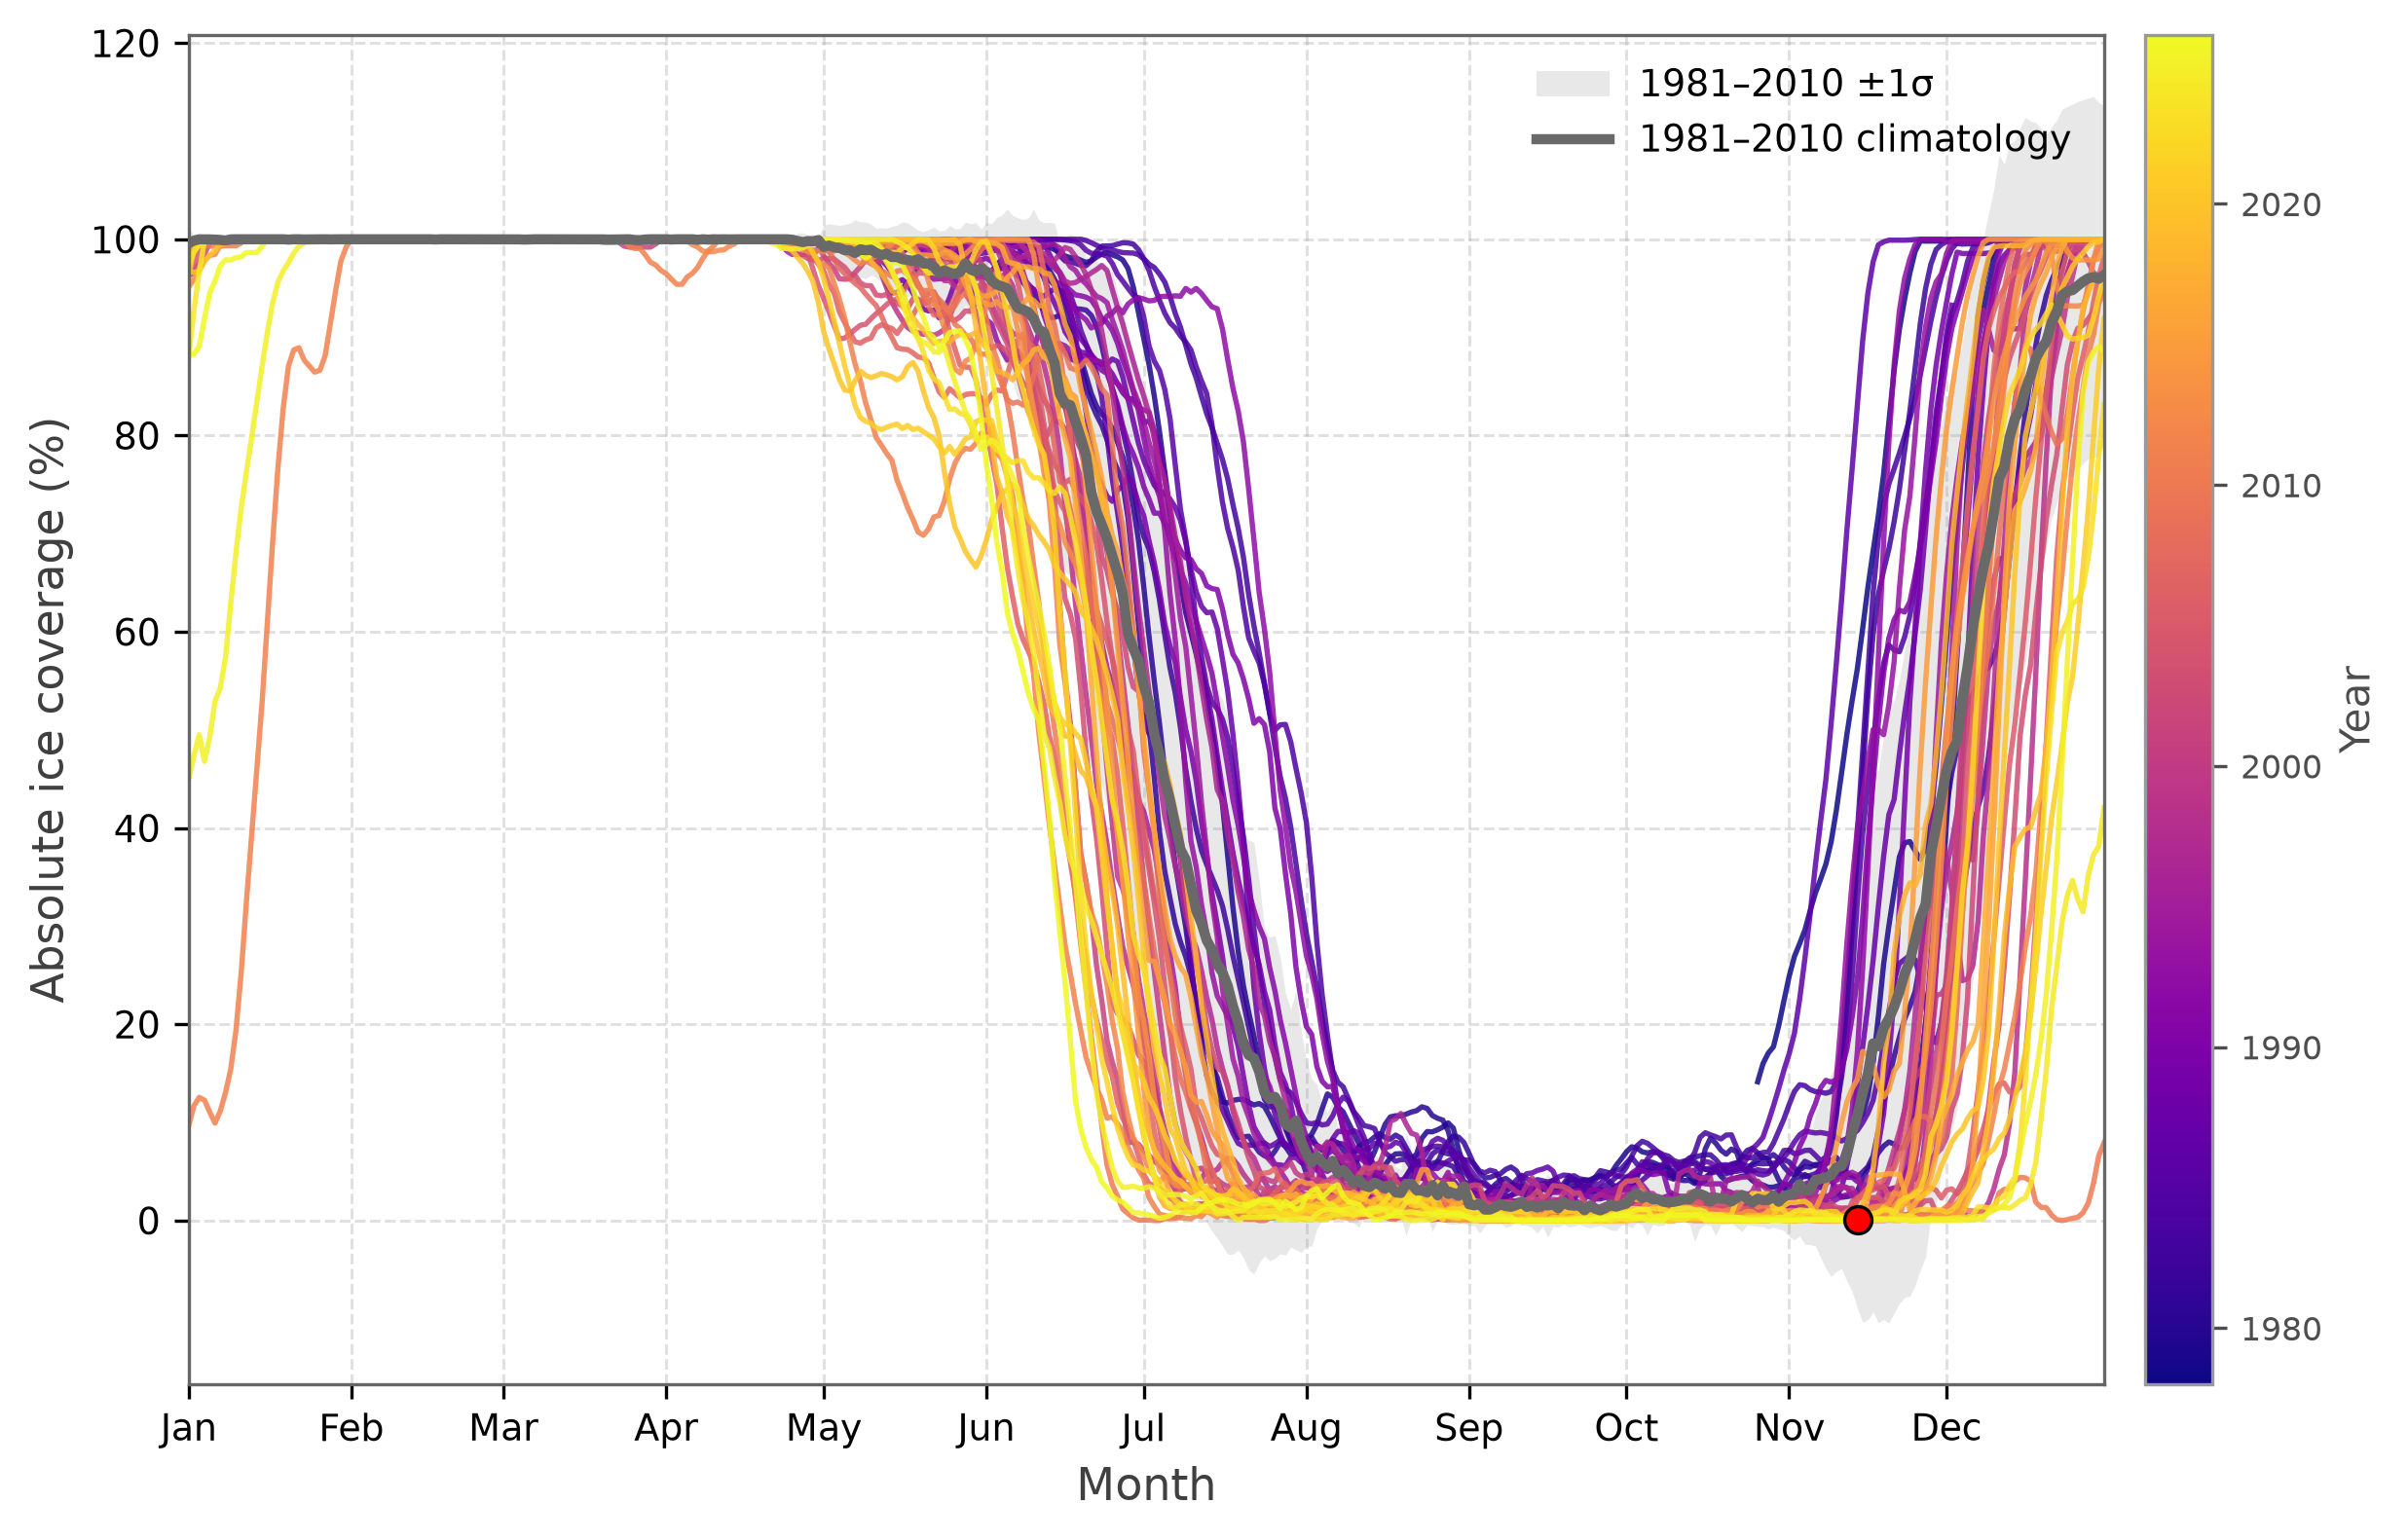 120
100
80
60
40
20
0
Absolute ice coverage (%)
Jan Feb Mar Apr May Jun Jul Aug Sep Oct Nov Dec
Month
1981–2010 ±1σ
1981–2010 climatology
2020
2010
2000
1990
1980
Year